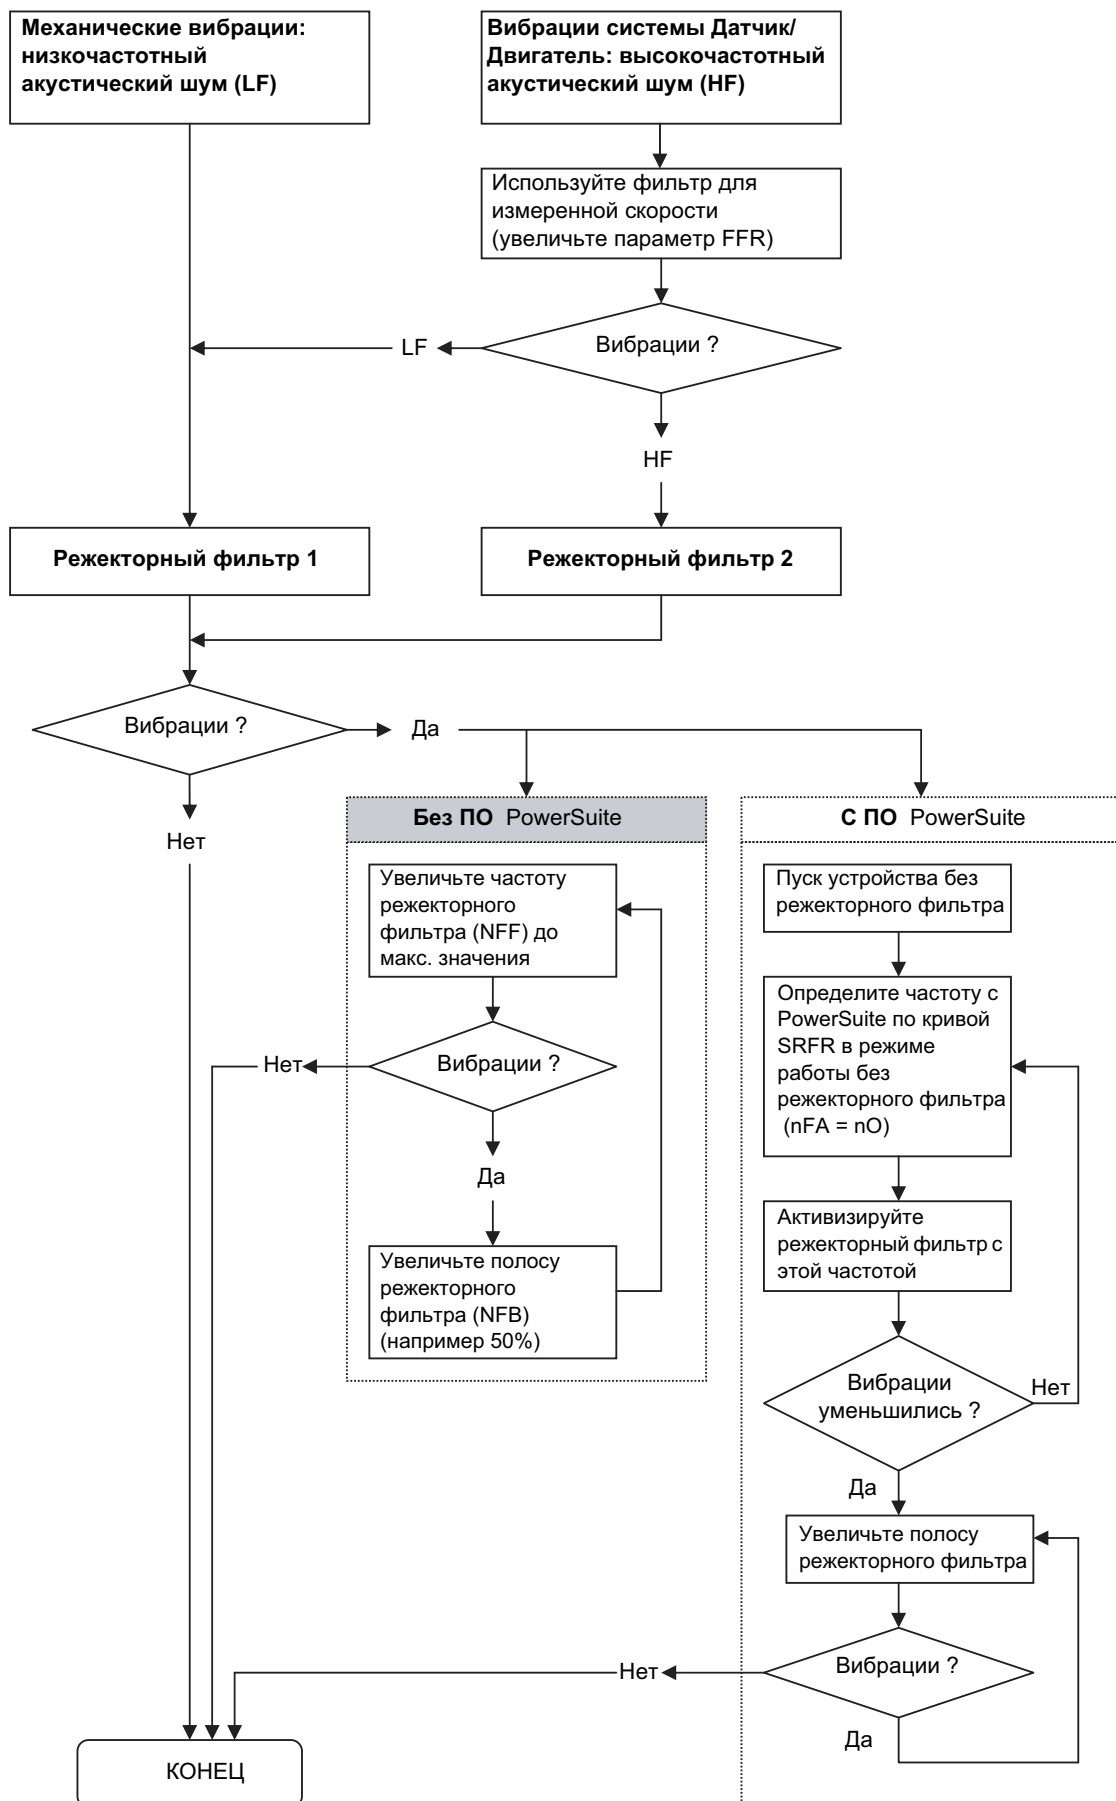 Механические вибрации:
низкочастотный
акустический шум (LF)
Вибрации системы Датчик/
Двигатель: высокочастотный
акустический шум (HF)
Используйте фильтр для
измеренной скорости
(увеличьте параметр FFR)
Вибрации ?
LF
HF
Режекторный фильтр 1
Режекторный фильтр 2
Вибрации ?
Да
Нет
Без ПО PowerSuite
Увеличьте частоту
режекторного
фильтра (NFF) до
макс. значения
Вибрации ?
Нет
Да
Увеличьте полосу
режекторного
фильтра (NFB)
(например 50%)
С ПО PowerSuite
Пуск устройства без
режекторного фильтра
Определите частоту с
PowerSuite по кривой
SRFR в режиме
работы без
режекторного фильтра
(nFA = nO)
Активизируйте
режекторный фильтр с
этой частотой
Вибрации
уменьшились ?
Нет
Да
Увеличьте полосу
режекторного фильтра
Вибрации ?
Нет
Да
КОНЕЦ